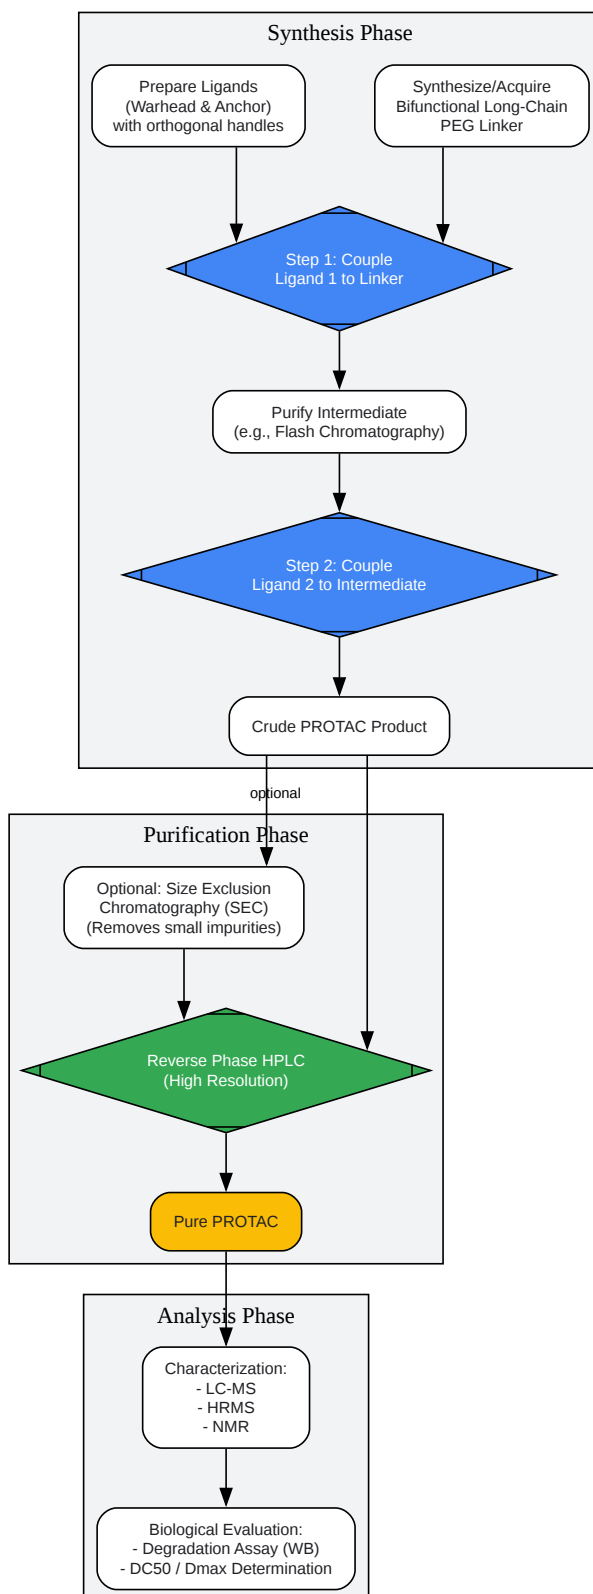 Synthesis Phase
Prepare Ligands
(Warhead & Anchor)
with orthogonal handles
Synthesize/Acquire
Bifunctional Long-Chain
PEG Linker
Step 1: Couple
Ligand 1 to Linker
Purify Intermediate
(e.g., Flash Chromatography)
Step 2: Couple
Ligand 2 to Intermediate
Crude PROTAC Product
optional
Purification Phase
Optional: Size Exclusion
Chromatography (SEC)
(Removes small impurities)
Reverse Phase HPLC
(High Resolution)
Pure PROTAC
Analysis Phase
Characterization:
- LC-MS
- HRMS
- NMR
Biological Evaluation:
- Degradation Assay (WB)
- DC50 / Dmax Determination